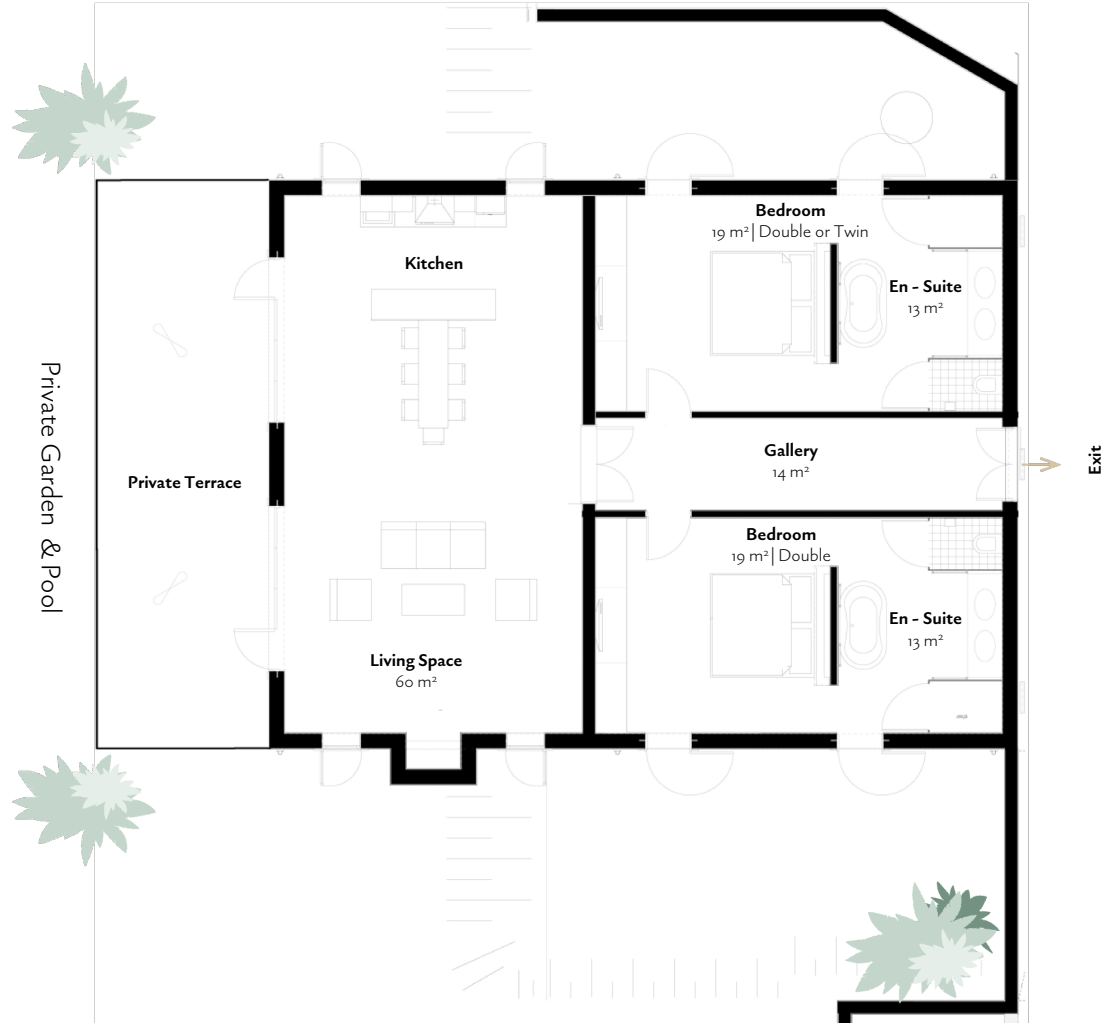 Bedroom
19 m²| Double or Twin
Kitchen
En - Suite
13 m²
Private Garden & Pool
Gallery
14 m²
Exit
Private Terrace
Bedroom
19 m²| Double
En - Suite
13 m²
Living Space
60 m²